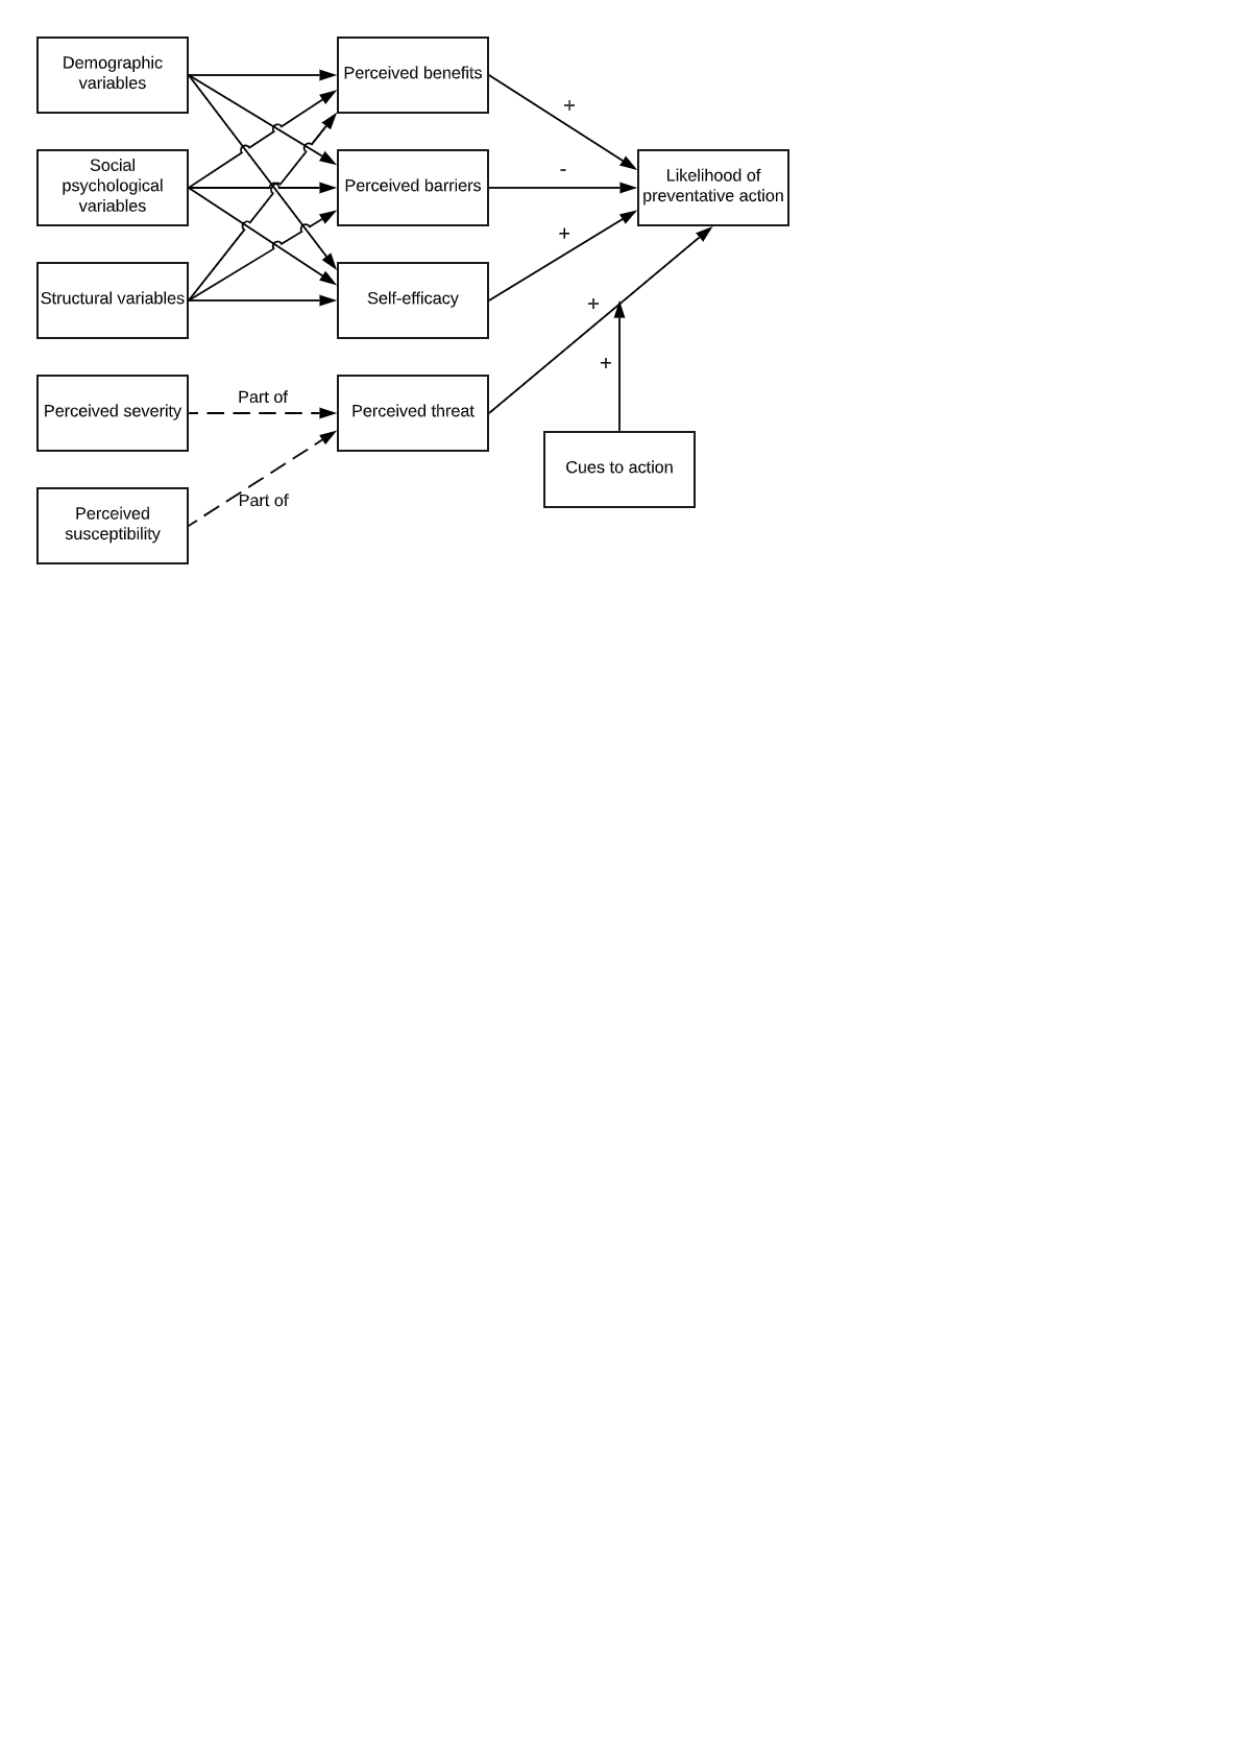 Demographic
variables
Perceived benefits
+
Social
psychological
variables
Perceived barriers
-
Likelihood of
preventative action
+
Structural variables
Self-efficacy
+
+
Perceived severity
Part of
Perceived threat
Cues to action
Perceived
susceptibility
Part of